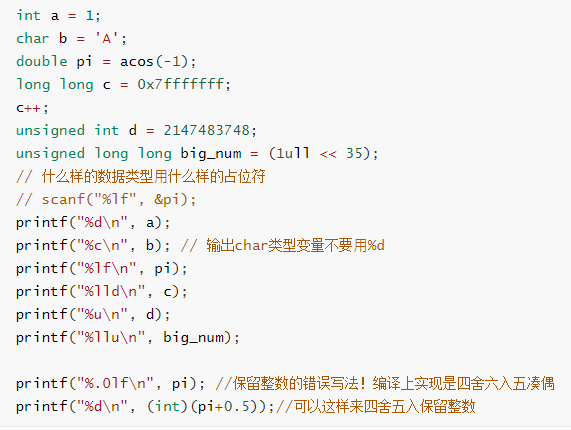 int a = 1;
char b = 'A';
double pi = acos(-1);
long long c = 0x7fffffff;
c++;
unsigned int d = 2147483748;
unsigned long long big_num = (1ull << 35);
// 什么样的数据类型用什么样的占位符
// scanf("%lf", &pi);
printf("%d\n", a);
printf("%c\n", b); // 输出char类型变量不要用%d
printf("%lf\n", pi);
printf("%lld\n", c);
printf("%u\n", d);
printf("%llu\n", big_num);
printf("%.0lf\n", pi); //保留整数的错误写法！编译上实现是四舍六入五凑偶
printf("%d\n", (int)(pi+0.5));//可以这样来四舍五入保留整数